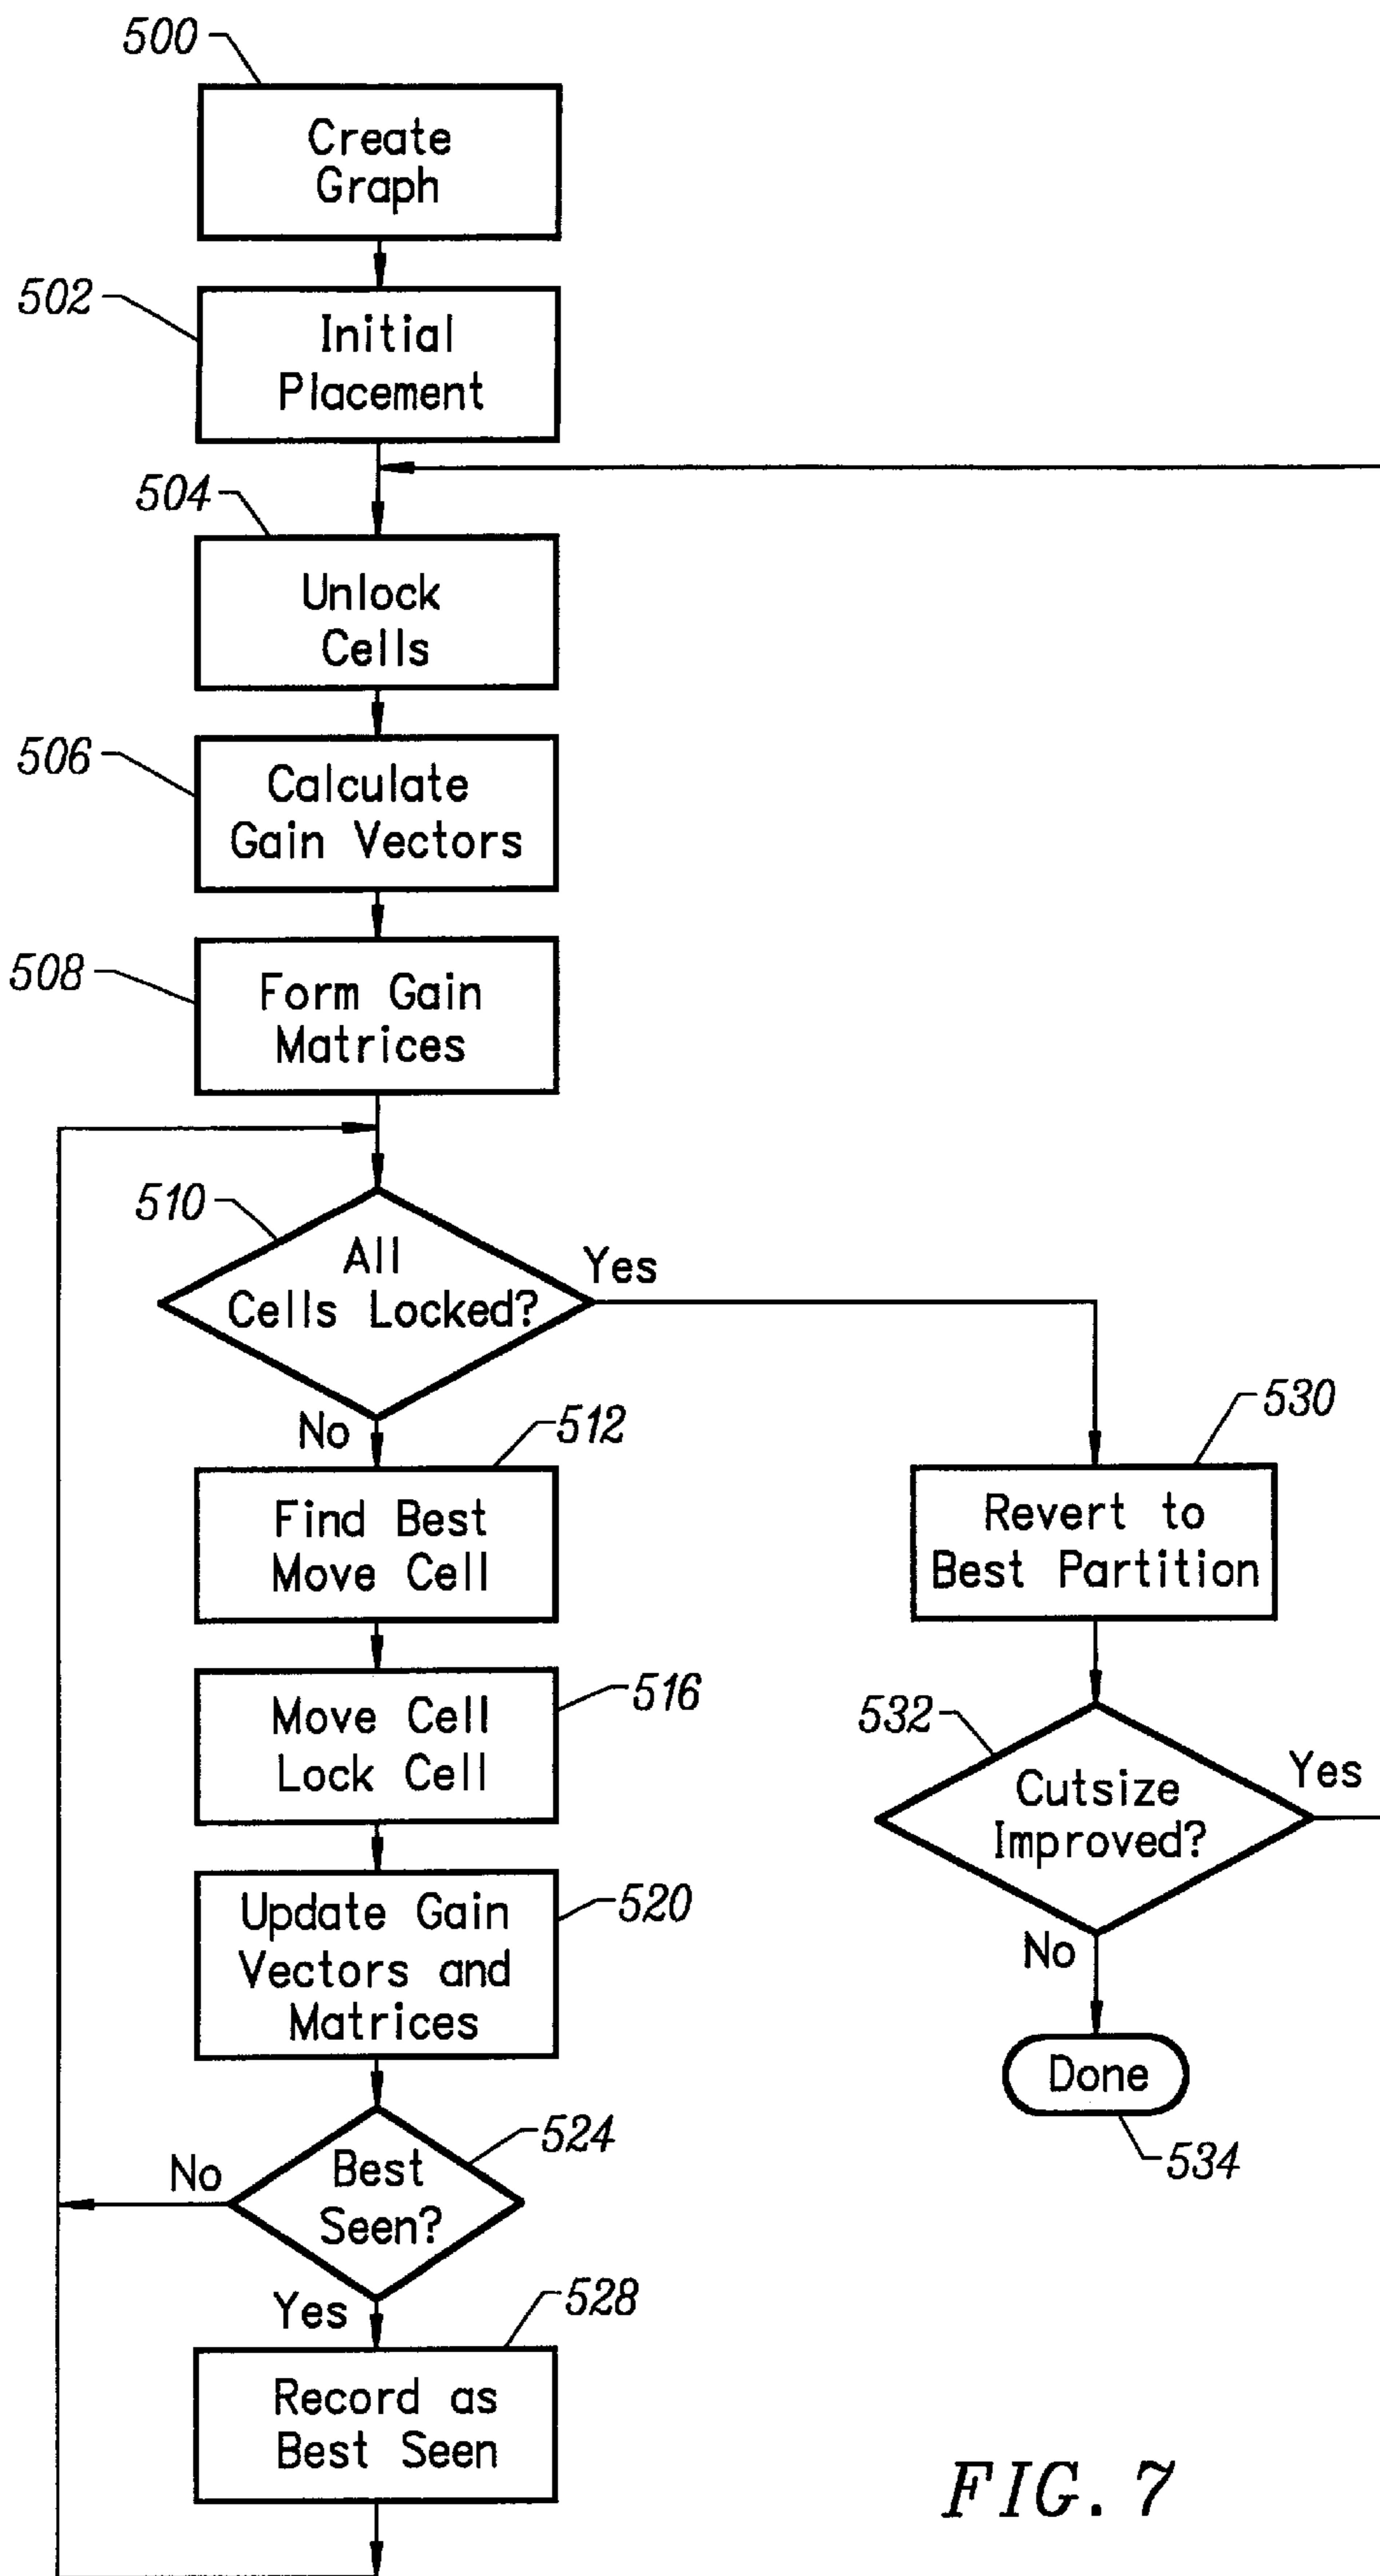 500
Create
Graph
502
Initial
Placement
504
Unlock
Cells
506
Calculate
Gain Vectors
508
Form Gain
Matrices
510
All
Cells Locked?
Yes
No
512
Find Best
Move Cell
516
Move Cell
Lock Cell
520
Update Gain
Vectors and
Matrices
524
Best
Seen?
No
Yes
528
Record as
Best Seen
530
Revert to
Best Partition
532
Cutsize
Improved?
Yes
No
Done
534
FIG. 7